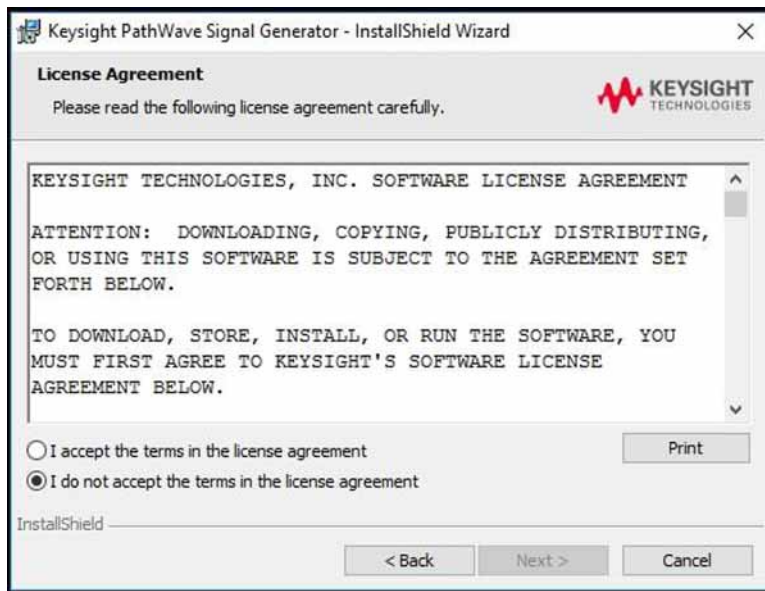 Keysight PathWave Signal Generator - InstallShield Wizard
License Agreement
Please read the following license agreement carefully.
KEYSIGHT
TECHNOLOGIES
KEYSIGHT TECHNOLOGIES, INC. SOFTWARE LICENSE AGREEMENT
ATTENTION:  DOWNLOADING, COPYING, PUBLICLY DISTRIBUTING,
OR USING THIS SOFTWARE IS SUBJECT TO THE AGREEMENT SET
FORTH BELOW.
TO DOWNLOAD, STORE, INSTALL, OR RUN THE SOFTWARE, YOU
MUST FIRST AGREE TO KEYSIGHT'S SOFTWARE LICENSE
AGREEMENT BELOW.
I accept the terms in the license agreement
Print
I do not accept the terms in the license agreement
InstallShield
< Back
Next >
Cancel